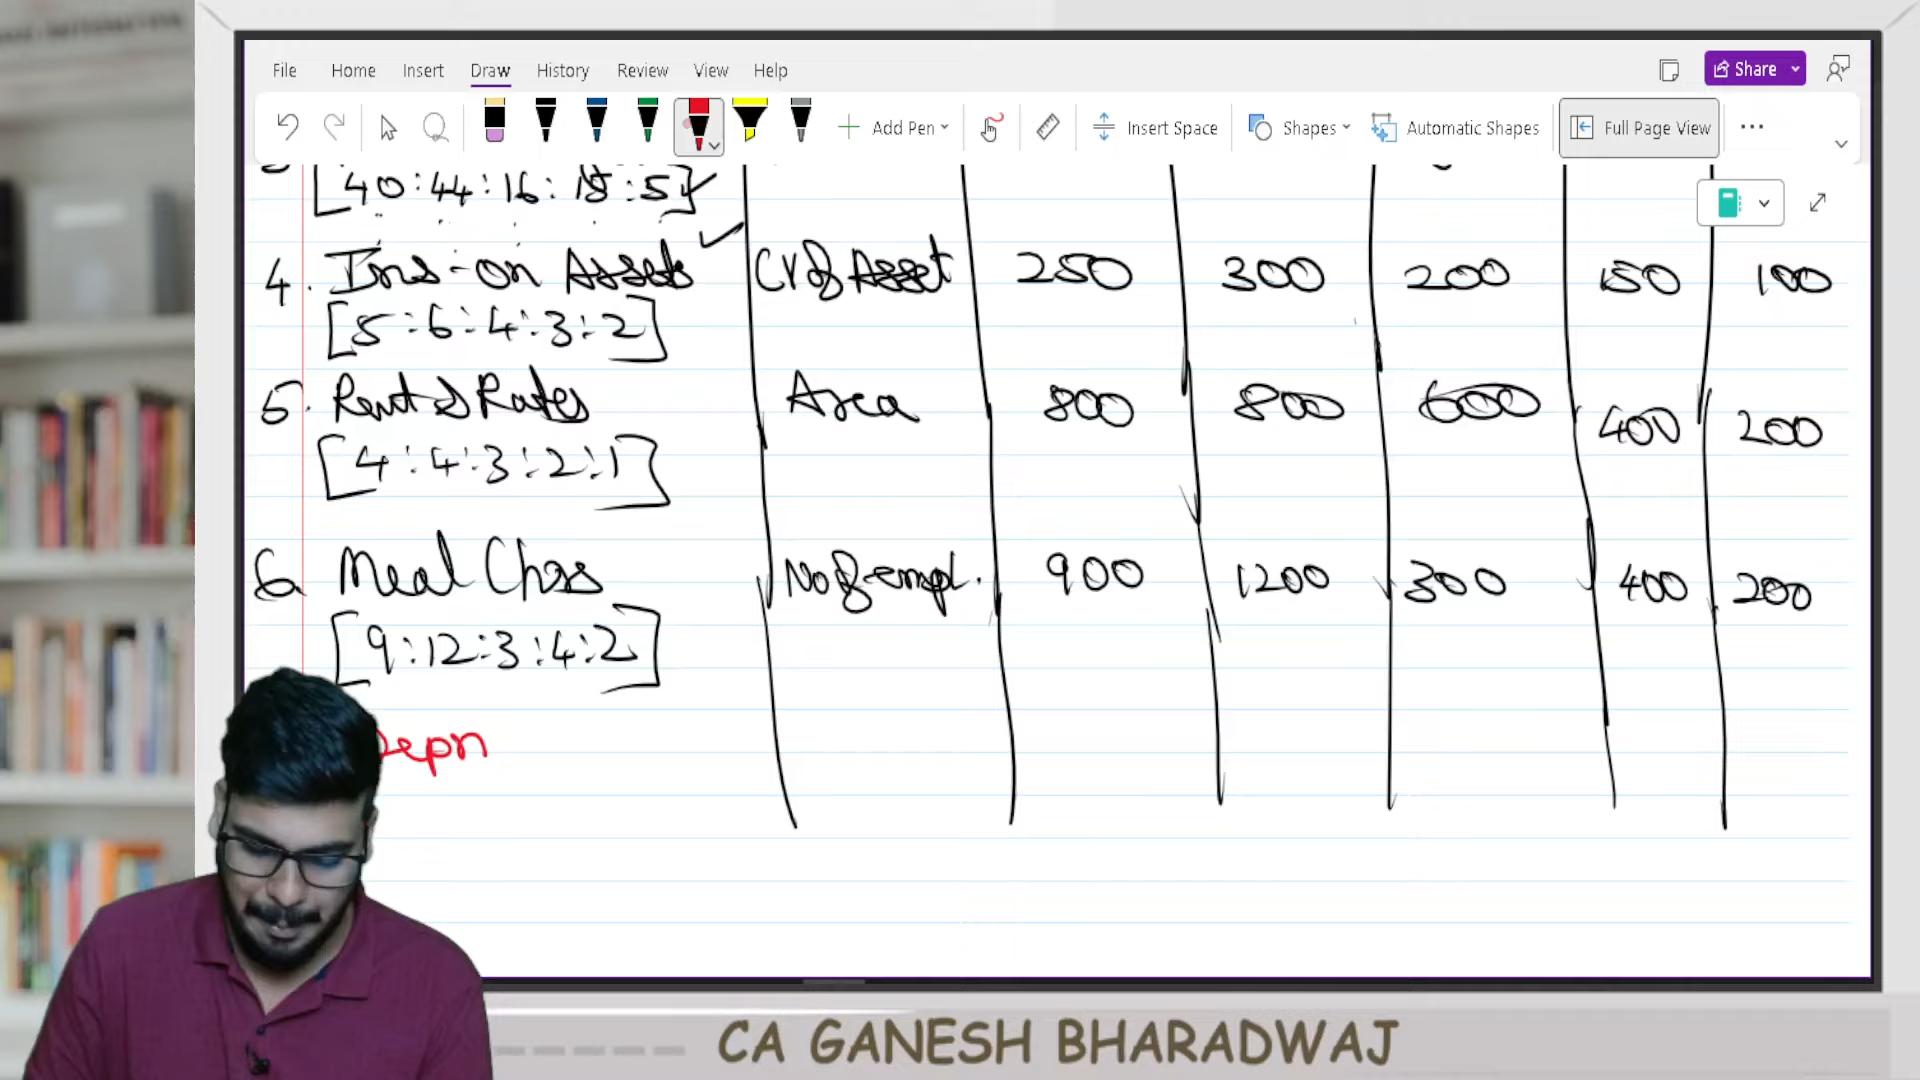 File Home Insert Draw History Review View Help Share
Add Pen Insert Space Shapes Automatic Shapes Full Page View
[40:44:16:15:5]
4. Ins-on Assets CV of Asset 250 300 200 150 100
[5:6:4:3:2]
5. Rent & Rates Area 800 800 600 400 200
[4:4:3:2:1]
6. Meal Chgs No of empl. 900 1200 300 400 200
[9:12:3:4:2]
Depn
CA GANESH BHARADWAJ